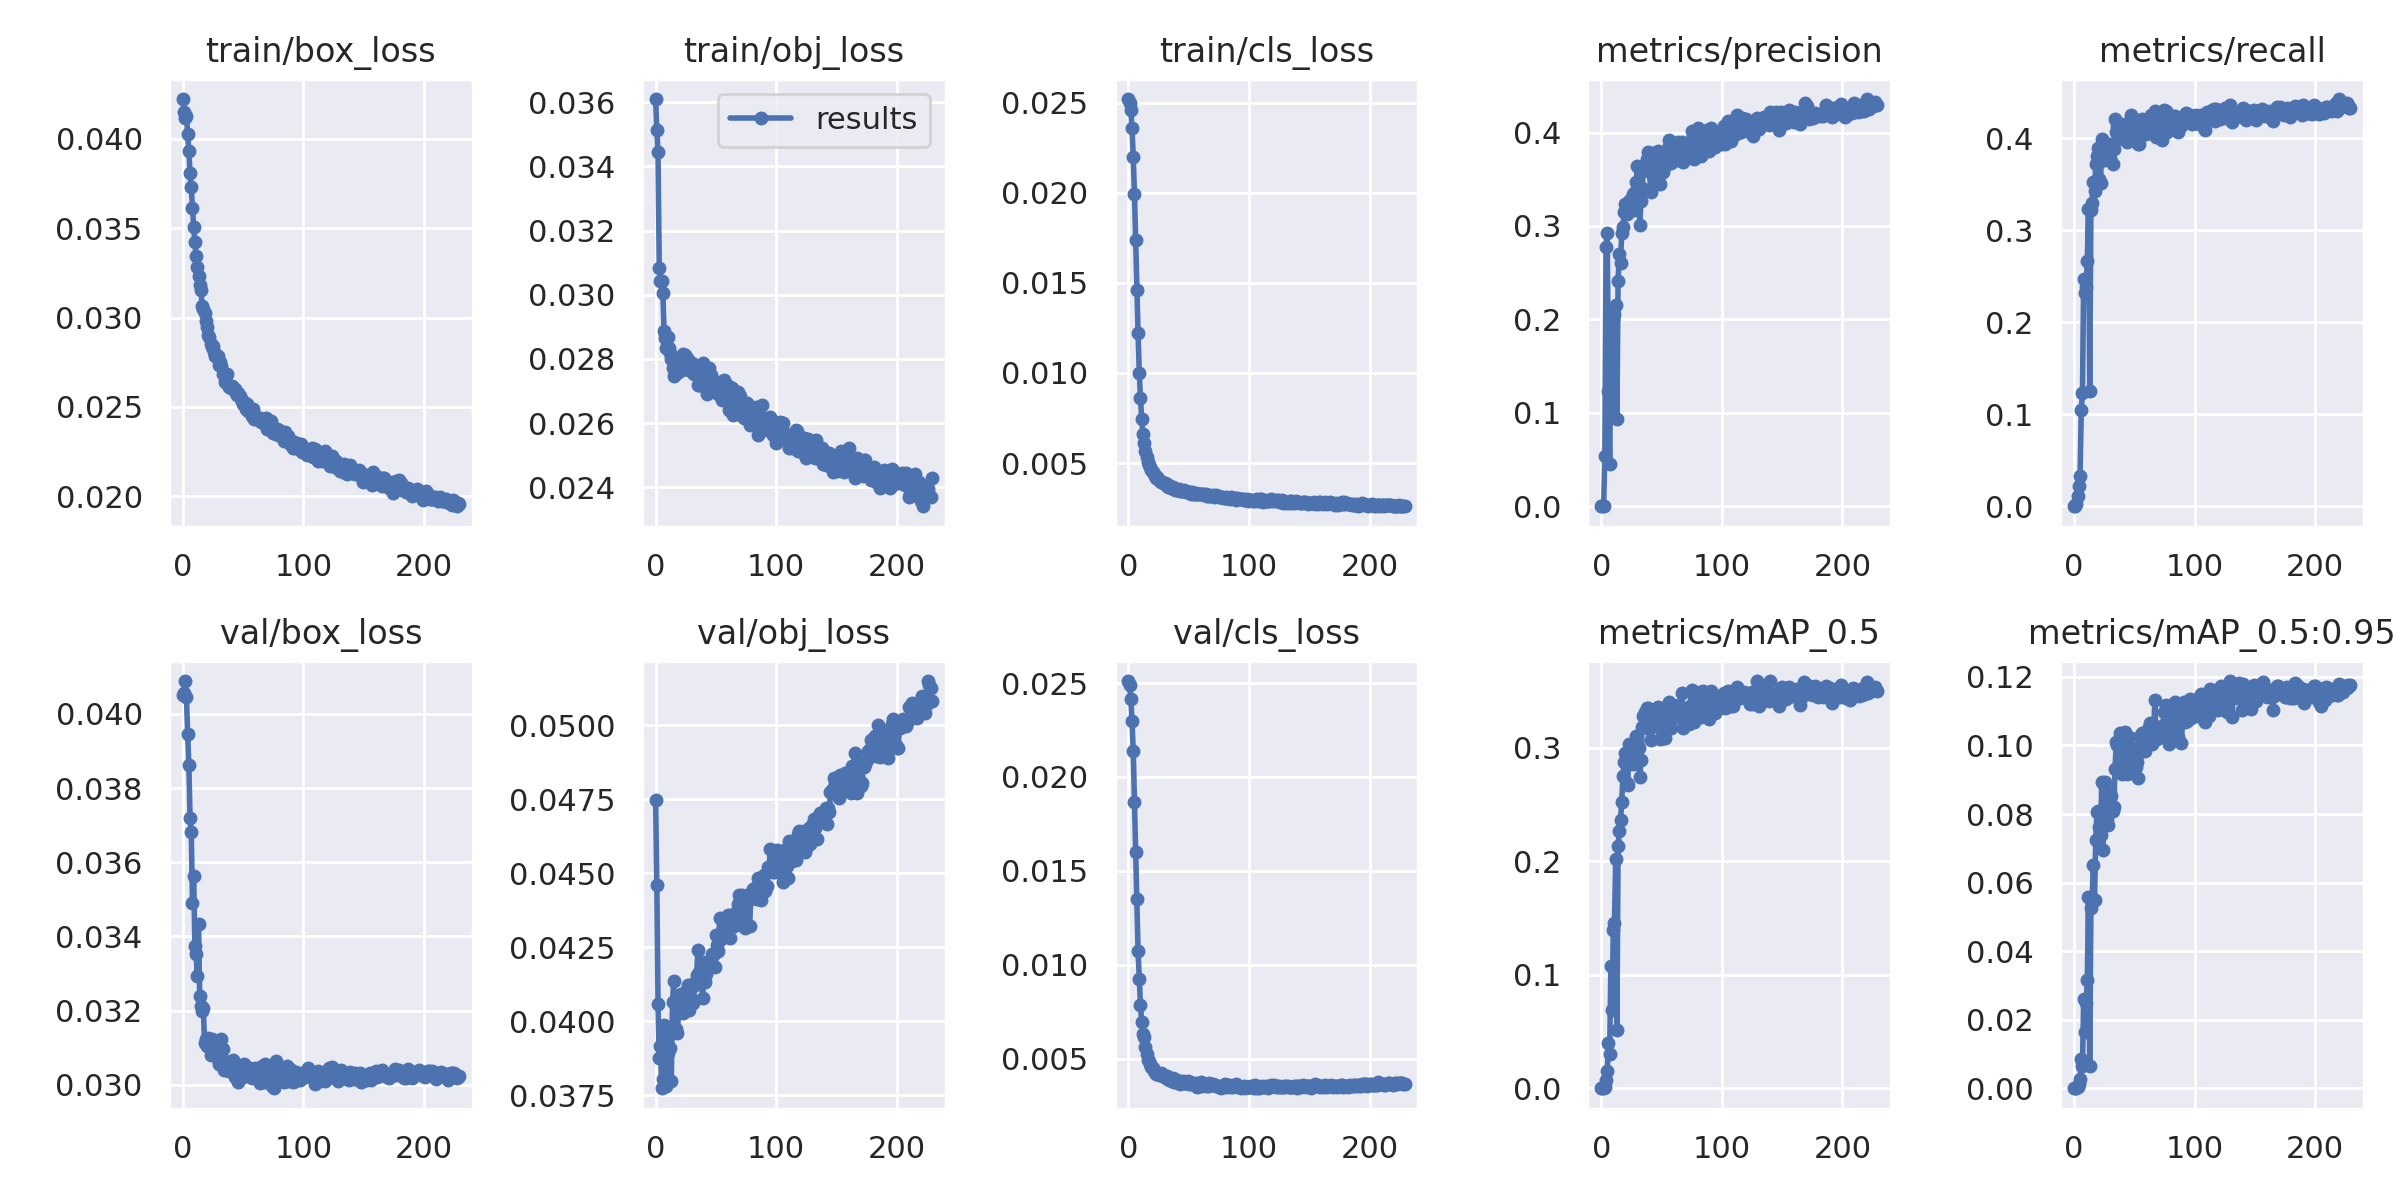 train/box_loss
0.040
0.035
0.030
0.025
0.020
0 100 200
train/obj_loss
results
0.036
0.034
0.032
0.030
0.028
0.026
0.024
0 100 200
train/cls_loss
0.025
0.020
0.015
0.010
0.005
0 100 200
metrics/precision
0.4
0.3
0.2
0.1
0.0
0 100 200
metrics/recall
0.4
0.3
0.2
0.1
0.0
0 100 200
val/box_loss
0.040
0.038
0.036
0.034
0.032
0.030
0 100 200
val/obj_loss
0.0500
0.0475
0.0450
0.0425
0.0400
0.0375
0 100 200
val/cls_loss
0.025
0.020
0.015
0.010
0.005
0 100 200
metrics/mAP_0.5
0.3
0.2
0.1
0.0
0 100 200
metrics/mAP_0.5:0.95
0.12
0.10
0.08
0.06
0.04
0.02
0.00
0 100 200